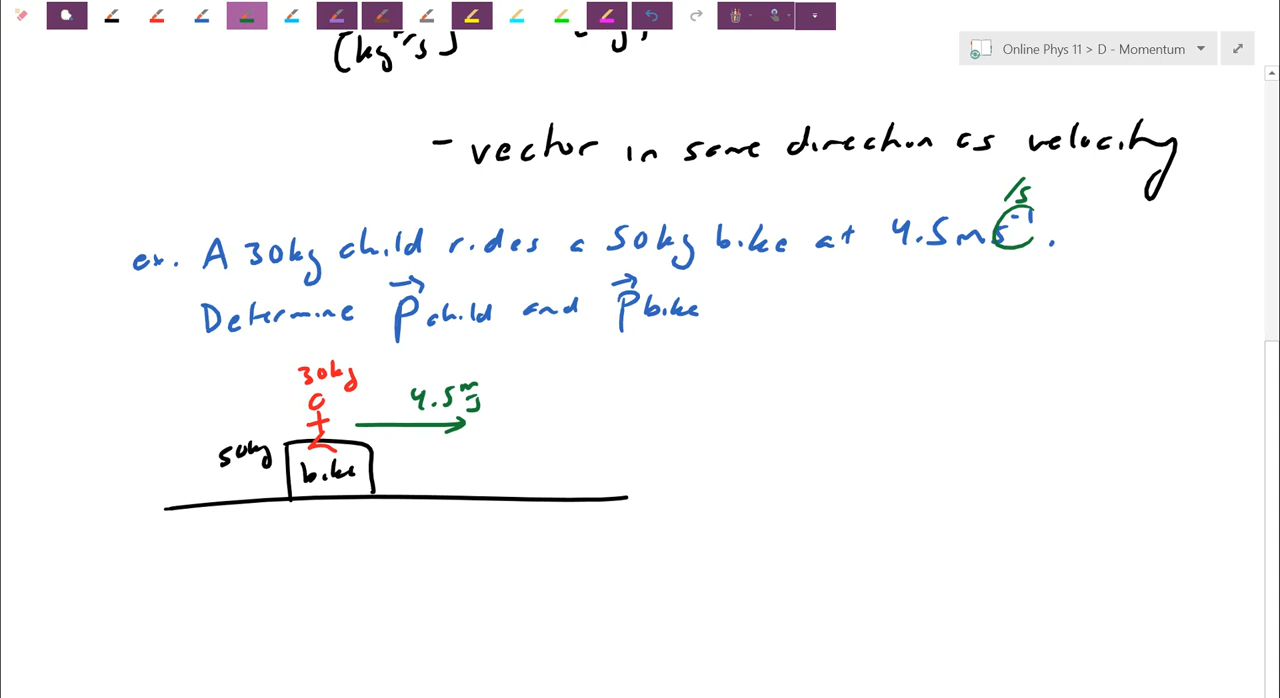 Online Phys 11 > D - Momentum
- vector in same direction as velocity
/s
ex. A 30kg child rides a 50kg bike at 4.5ms⁻¹.
Determine P child and P bike
30kg
4.5 m/s
50kg
bike